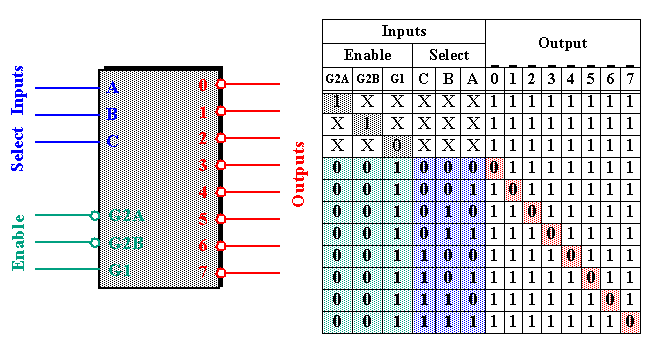 Select Inputs
Enable
A
B
C
G2A
G2B
G1
0
1
2
3
4
5
6
7
Outputs
Inputs Output
Enable Select
G2A G2B G1 C B A 0 1 2 3 4 5 6 7
1 X X X X X 1 1 1 1 1 1 1 1
X 1 X X X X 1 1 1 1 1 1 1 1
X X 0 X X X 1 1 1 1 1 1 1 1
0 0 1 0 0 0 0 1 1 1 1 1 1 1
0 0 1 0 0 1 1 0 1 1 1 1 1 1
0 0 1 0 1 0 1 1 0 1 1 1 1 1
0 0 1 0 1 1 1 1 1 0 1 1 1 1
0 0 1 1 0 0 1 1 1 1 0 1 1 1
0 0 1 1 0 1 1 1 1 1 1 0 1 1
0 0 1 1 1 0 1 1 1 1 1 1 0 1
0 0 1 1 1 1 1 1 1 1 1 1 1 0